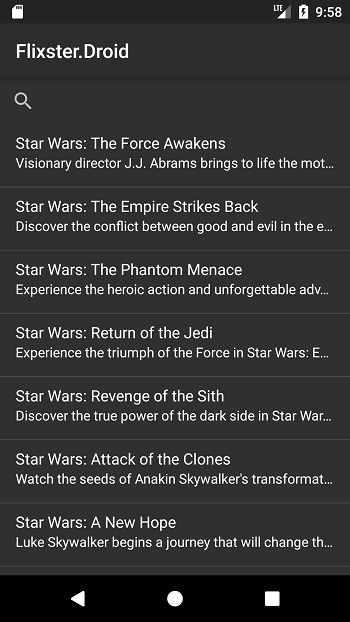 LTE 9:58
Flixster.Droid
Star Wars: The Force Awakens
Visionary director J.J. Abrams brings to life the mot...
Star Wars: The Empire Strikes Back
Discover the conflict between good and evil in the e...
Star Wars: The Phantom Menace
Experience the heroic action and unforgettable adv...
Star Wars: Return of the Jedi
Experience the triumph of the Force in Star Wars: E...
Star Wars: Revenge of the Sith
Discover the true power of the dark side in Star War...
Star Wars: Attack of the Clones
Watch the seeds of Anakin Skywalker's transformat...
Star Wars: A New Hope
Luke Skywalker begins a journey that will change th...